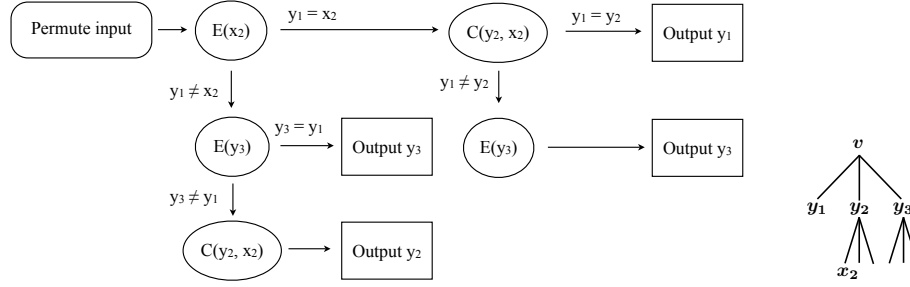 Permute input
E(x₂)
y₁ = x₂
C(y₂, x₂)
y₁ = y₂
Output y₁
y₁ ≠ x₂
y₁ ≠ y₂
E(y₃)
y₃ = y₁
Output y₃
E(y₃)
Output y₃
y₃ ≠ y₁
C(y₂, x₂)
Output y₂
v
y₁ y₂ y₃
x₂